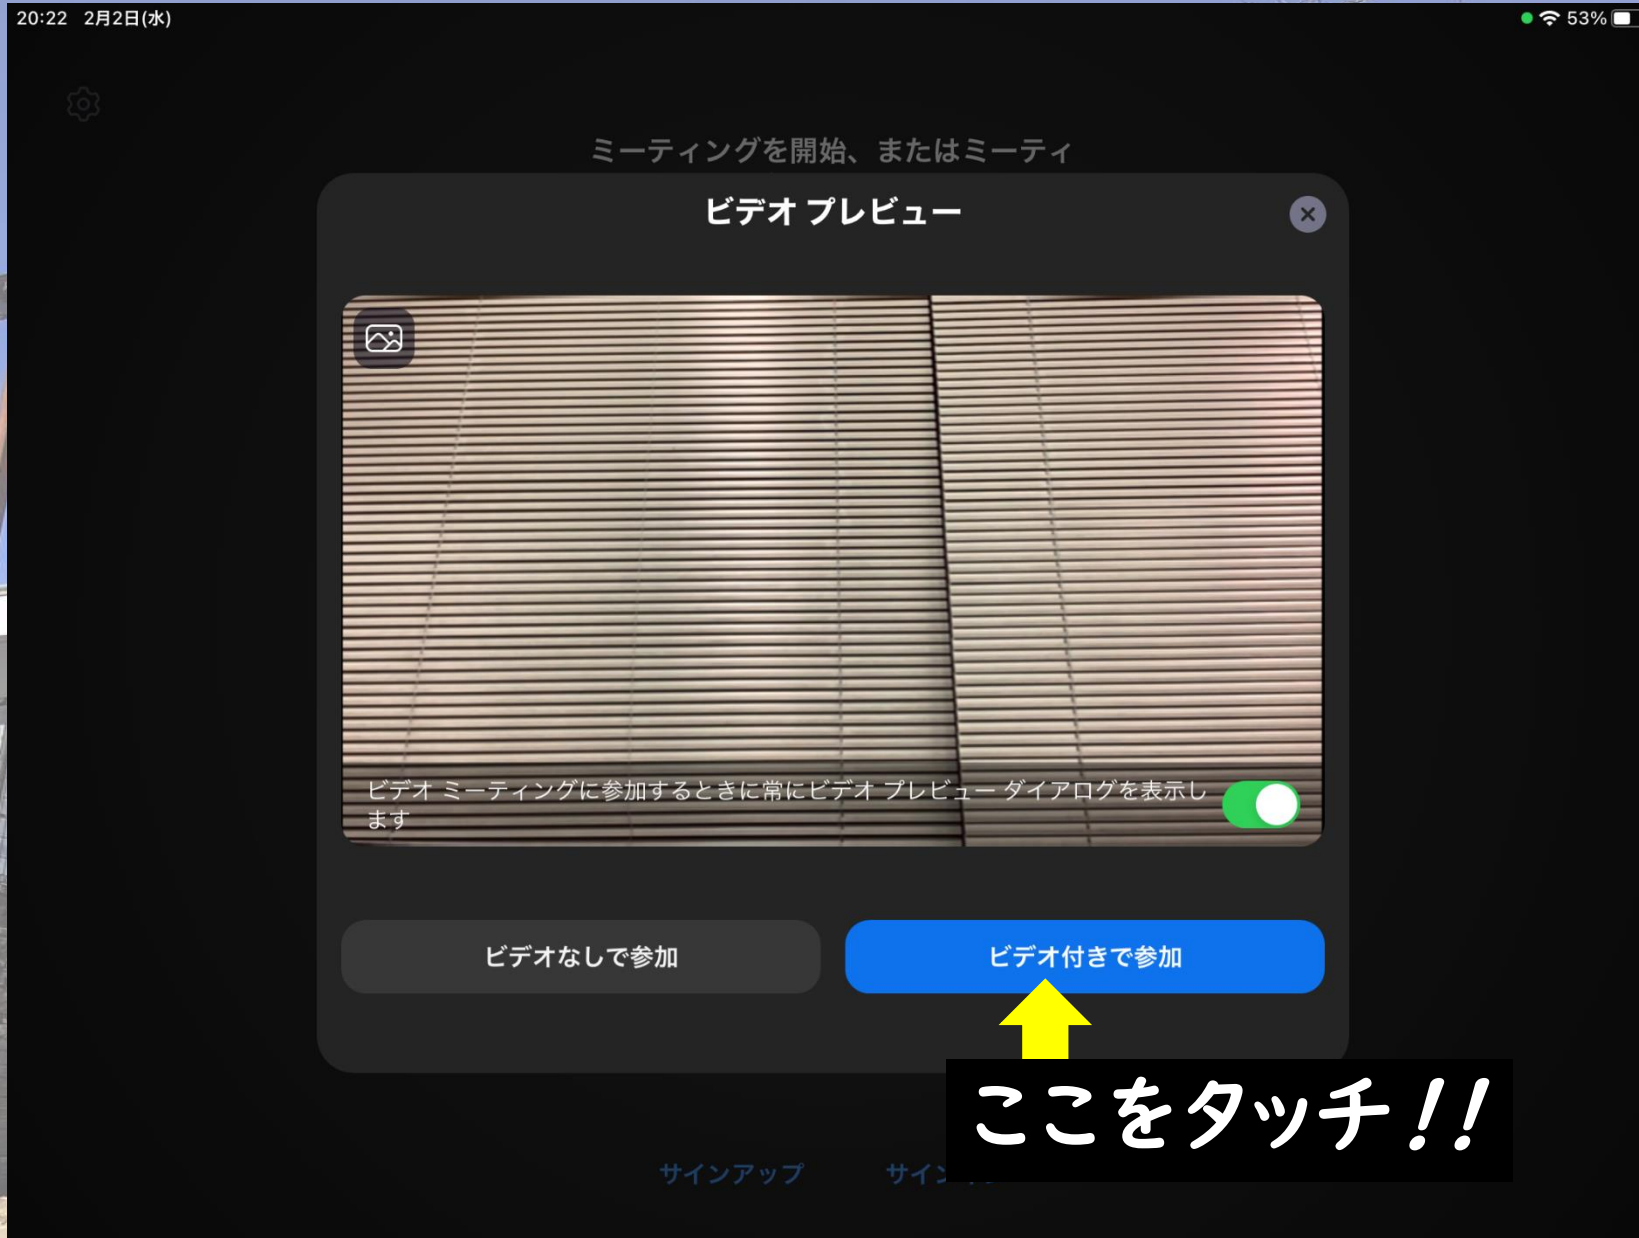 20:22 2月2日(水)
53%
ミーティングを開始、またはミーティ
ビデオ プレビュー
ビデオ ミーティングに参加するときに常にビデオ プレビュー ダイアログを表示し
ます
ビデオなしで参加
ビデオ付きで参加
ここをタッチ!!
サインアップ